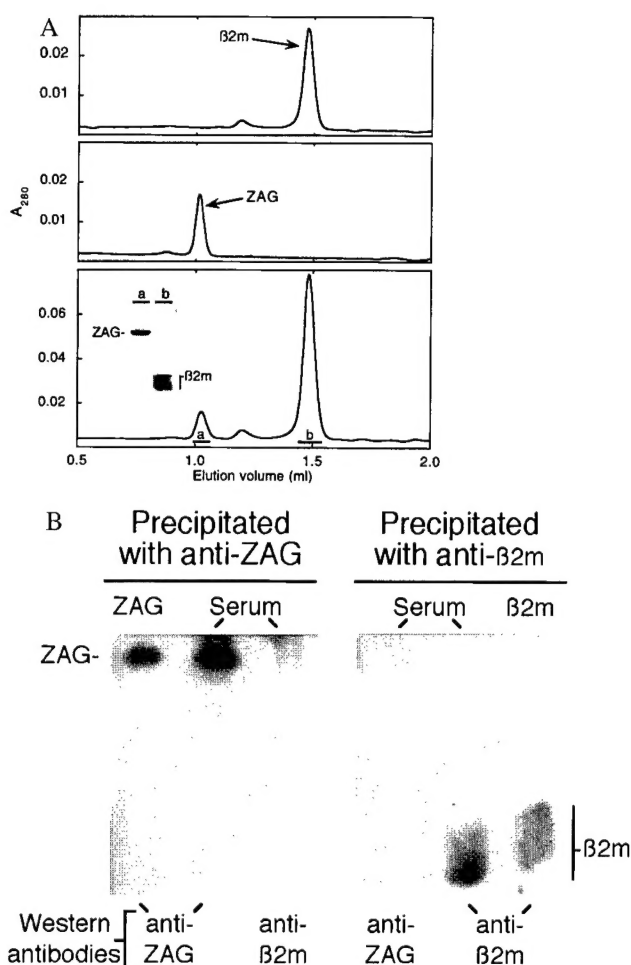 A
ß2m
0.02
0.01
ZAG
0.02
0.01
A280
a b
ZAG-
ß2m
0.06
0.04
0.02
a b
0.5 1.0 1.5 2.0
Elution volume (ml)
B
Precipitated Precipitated
with anti-ZAG with anti-ß2m
ZAG Serum Serum ß2m
ZAG-
-ß2m
Western anti- anti- anti- anti-
antibodies ZAG ß2m ZAG ß2m